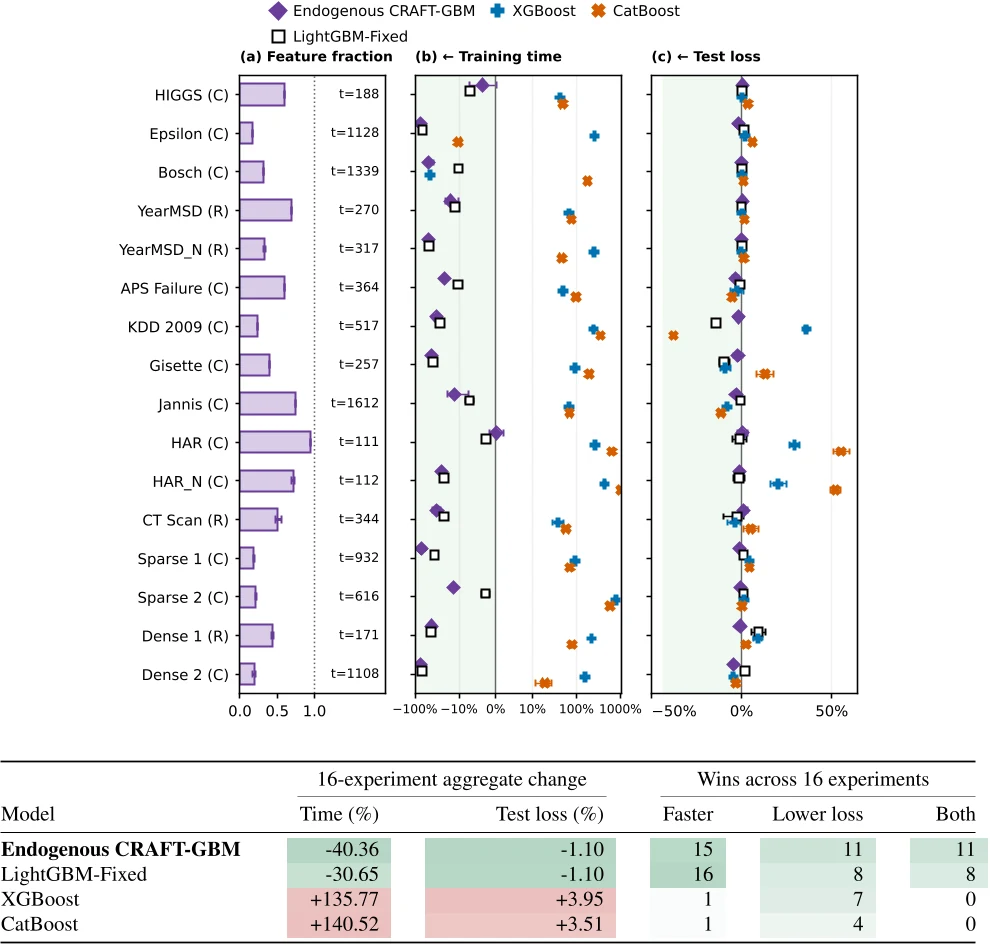 Endogenous CRAFT-GBM XGBoost CatBoost
LightGBM-Fixed
(a) Feature fraction (b) ← Training time (c) ← Test loss
HIGGS (C) t=188
Epsilon (C) t=1128
Bosch (C) t=1339
YearMSD (R) t=270
YearMSD_N (R) t=317
APS Failure (C) t=364
KDD 2009 (C) t=517
Gisette (C) t=257
Jannis (C) t=1612
HAR (C) t=111
HAR_N (C) t=112
CT Scan (R) t=344
Sparse 1 (C) t=932
Sparse 2 (C) t=616
Dense 1 (R) t=171
Dense 2 (C) t=1108
0.0 0.5 1.0 −100% −10% 0% 10% 100% 1000% −50% 0% 50%
16-experiment aggregate change Wins across 16 experiments
Model Time (%) Test loss (%) Faster Lower loss Both
Endogenous CRAFT-GBM -40.36 -1.10 15 11 11
LightGBM-Fixed -30.65 -1.10 16 8 8
XGBoost +135.77 +3.95 1 7 0
CatBoost +140.52 +3.51 1 4 0